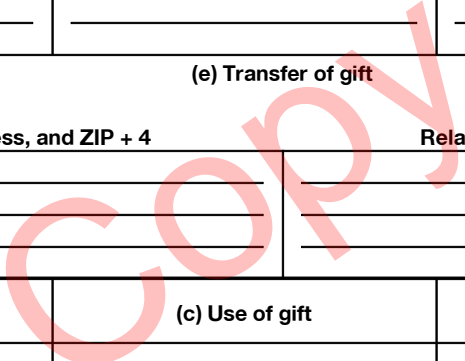 (e) Transfer of gift
ess, and ZIP + 4 Rela
(c) Use of gift
Copy